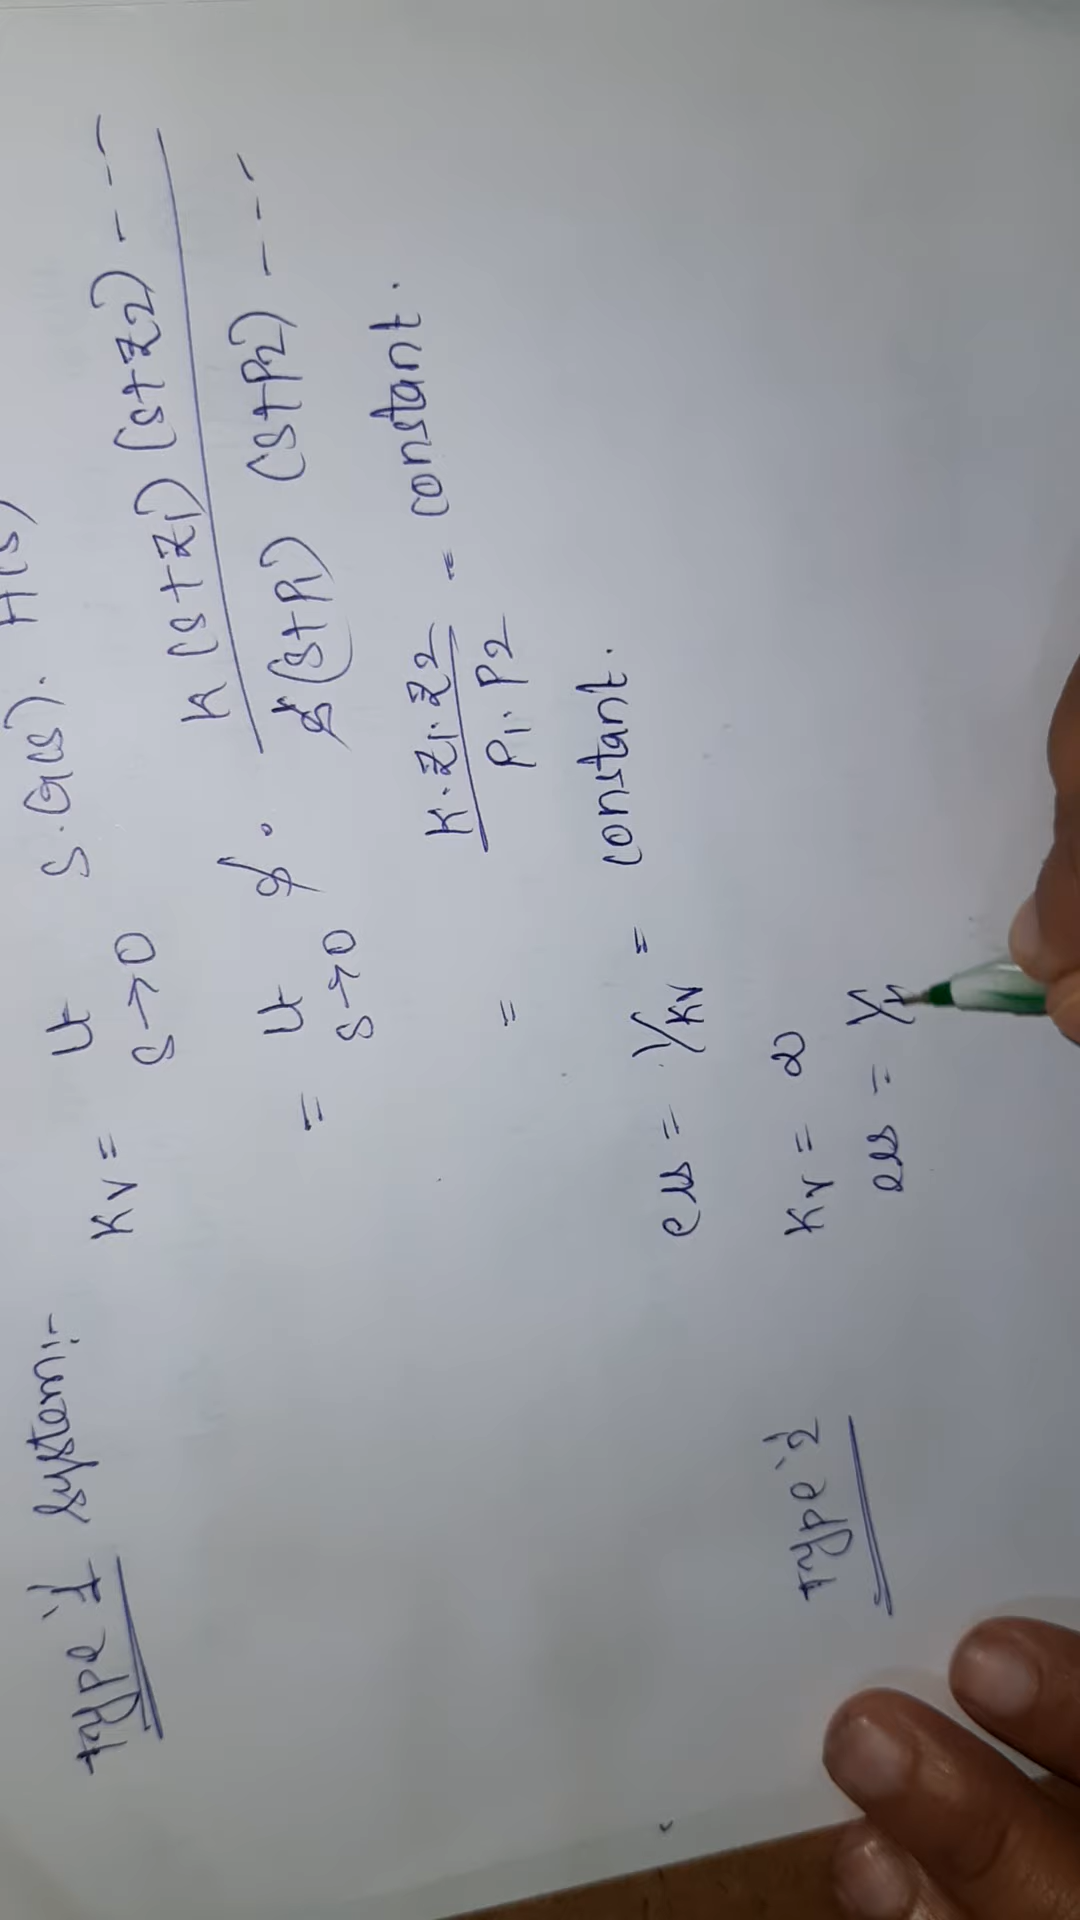 Type '1 System:-
Kv = Lt s→0 S. G(s). H(s)
= Lt s→0 s. K(s+Z1)(s+Z2) - - - / s(s+P1) (s+P2) - - -
= K.Z1.Z2 / P1.P2 = constant.
ess = 1/Kv = constant.
Type '2 Kv = ∞
ess = 1/